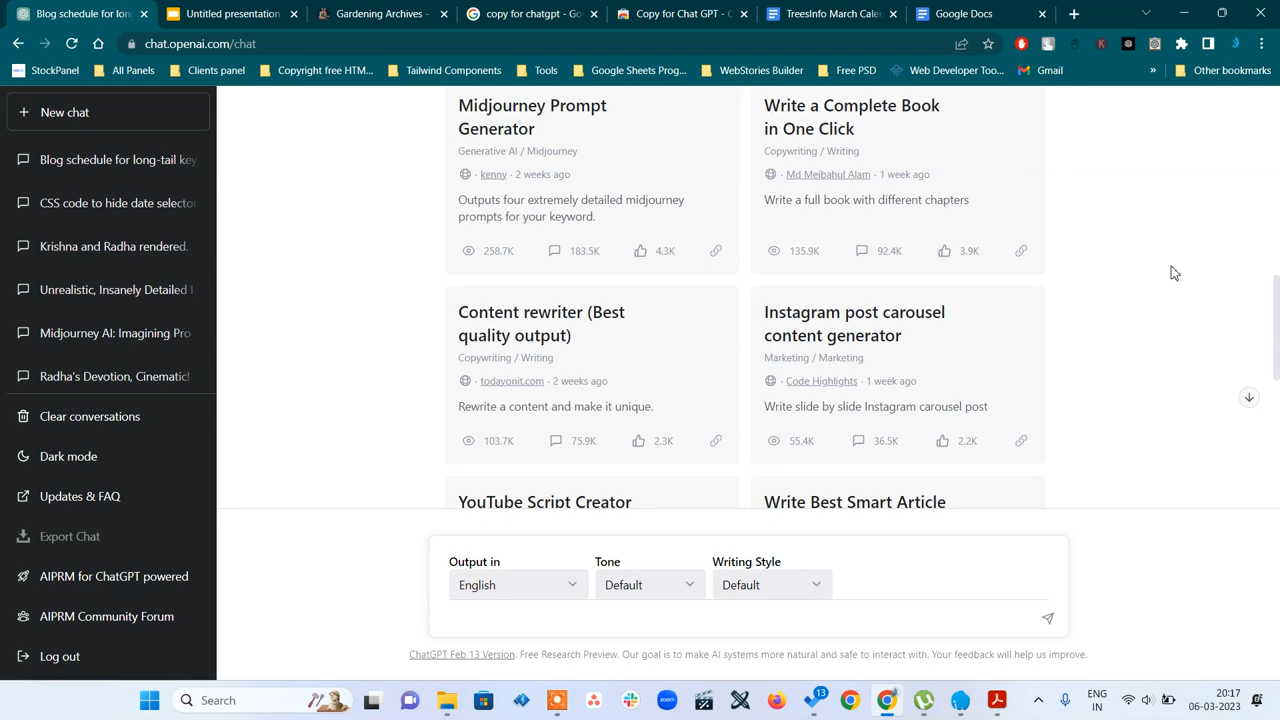 Blog schedule for lon
Untitled presentation
Gardening Archives -
copy for chatgpt - Go
Copy for Chat GPT - C
TreesInfo March Cale
Google Docs
chat.openai.com/chat
StockPanel
All Panels
Clients panel
Copyright free HTM...
Tailwind Components
Tools
Google Sheets Prog...
WebStories Builder
Free PSD
Web Developer Too...
Gmail
»
Other bookmarks
+ New chat
Blog schedule for long-tail key
CSS code to hide date selector
Krishna and Radha rendered.
Unrealistic, Insanely Detailed
Midjourney AI: Imagining Pro
Radha's Devotion, Cinematic!
Clear conversations
Dark mode
Updates & FAQ
Export Chat
AIPRM for ChatGPT powered
AIPRM Community Forum
Log out
Midjourney Prompt
Generator
Generative AI / Midjourney
· kenny · 2 weeks ago
Outputs four extremely detailed midjourney
prompts for your keyword.
258.7K 183.5K 4.3K
Write a Complete Book
in One Click
Copywriting / Writing
· Md Mejbahul Alam · 1 week ago
Write a full book with different chapters
135.9K 92.4K 3.9K
Content rewriter (Best
quality output)
Copywriting / Writing
· todayonit.com · 2 weeks ago
Rewrite a content and make it unique.
103.7K 75.9K 2.3K
Instagram post carousel
content generator
Marketing / Marketing
· Code Highlights · 1 week ago
Write slide by slide Instagram carousel post
55.4K 36.5K 2.2K
YouTube Script Creator
Write Best Smart Article
Output in
Tone
Writing Style
English
Default
Default
ChatGPT Feb 13 Version. Free Research Preview. Our goal is to make AI systems more natural and safe to interact with. Your feedback will help us improve.
Search
zoom
13
ENG
IN
20:17
06-03-2023